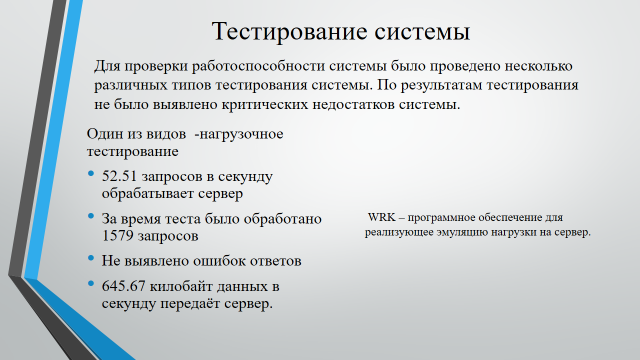 Тестирование системы
Для проверки работоспособности системы было проведено несколько
различных типов тестирования системы. По результатам тестирования
не было выявлено критических недостатков системы.
Один из видов -нагрузочное
тестирование
• 52.51 запросов в секунду
обрабатывает сервер
• За время теста было обработано
1579 запросов
• Не выявлено ошибок ответов
• 645.67 килобайт данных в
секунду передаёт сервер.
WRK – программное обеспечение для
реализующее эмуляцию нагрузки на сервер.